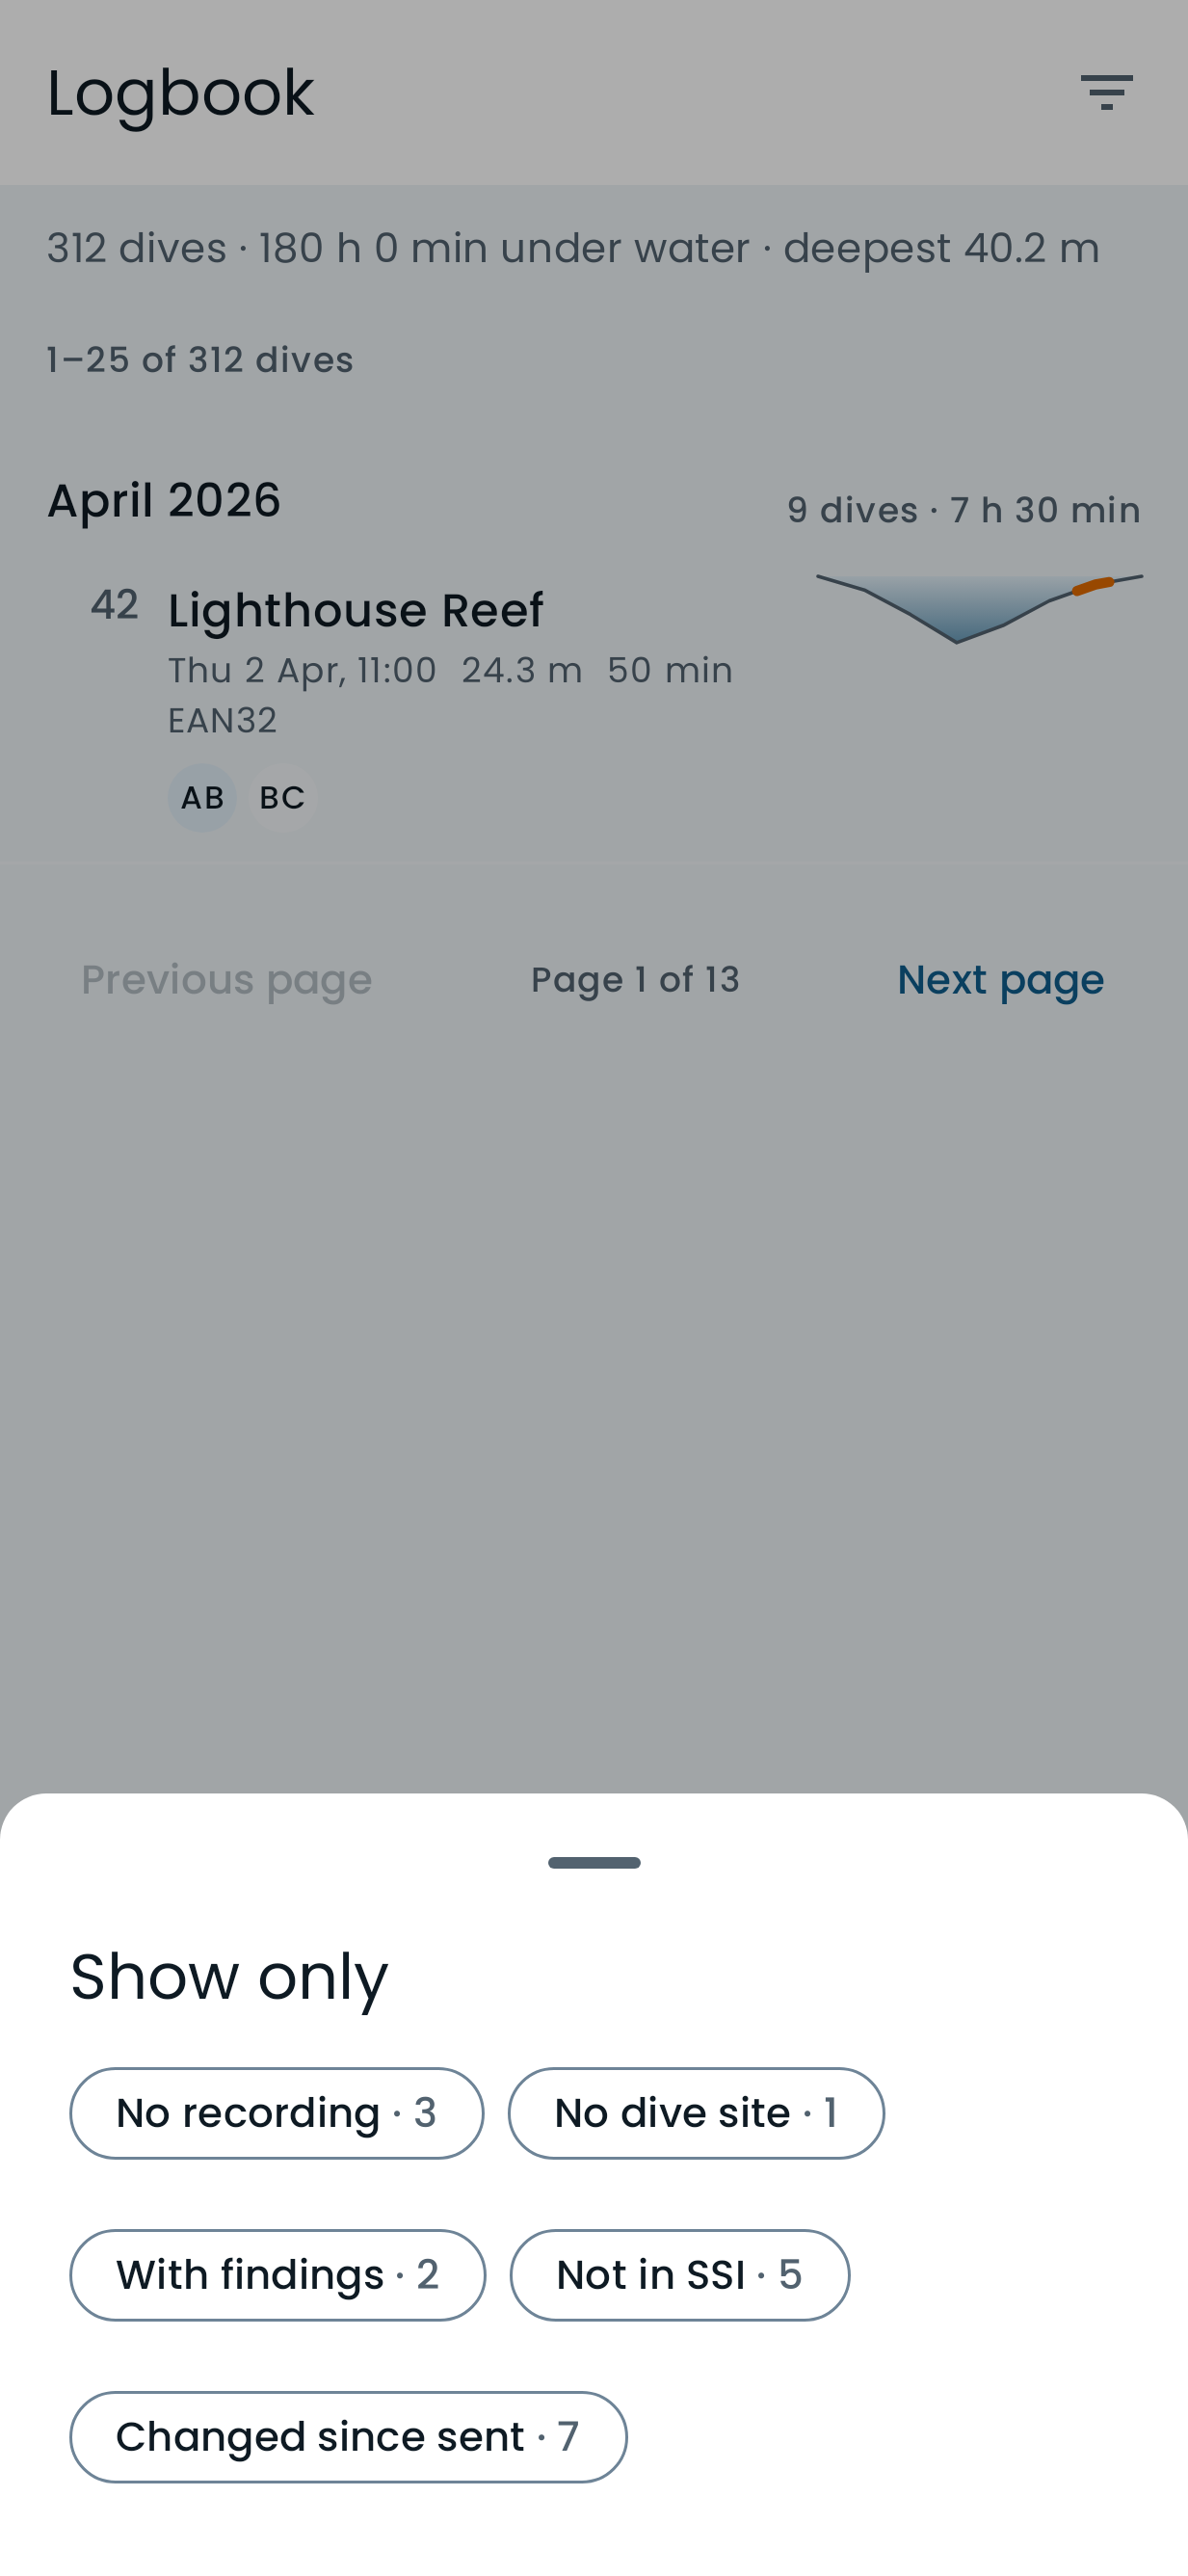 Logbook
312 dives · 180 h 0 min under water · deepest 40.2 m
1–25 of 312 dives
April 2026
9 dives · 7 h 30 min
42
Lighthouse Reef
Thu 2 Apr, 11:00 24.3 m 50 min
EAN32
AB BC
Previous page
Page 1 of 13
Next page
Show only
No recording · 3
No dive site · 1
With findings · 2
Not in SSI · 5
Changed since sent · 7